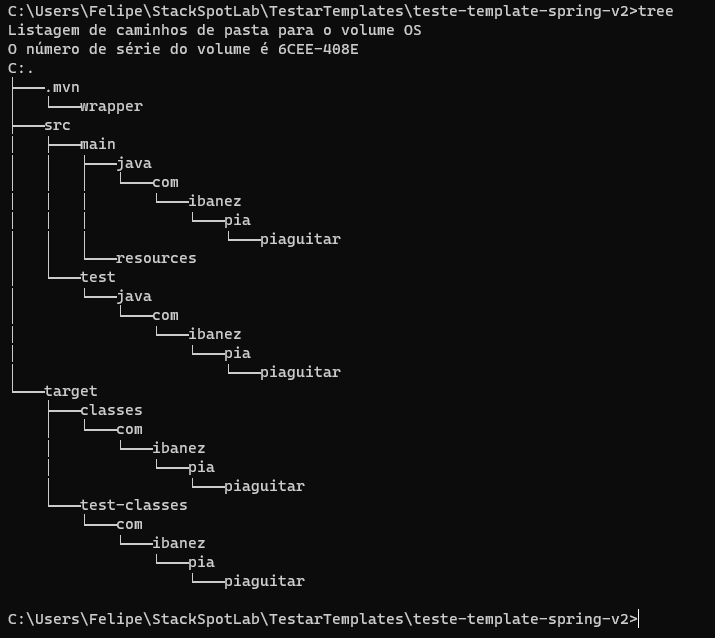 C:\Users\Felipe\StackSpotLab\TestarTemplates\teste-template-spring-v2>tree
Listagem de caminhos de pasta para o volume OS
O número de série do volume é 6CEE-408E
C:.
├───.mvn
│   └───wrapper
├───src
│   ├───main
│   │   ├───java
│   │   │   └───com
│   │   │       └───ibanez
│   │   │           └───pia
│   │   │               └───piaguitar
│   │   └───resources
│   └───test
│       └───java
│           └───com
│               └───ibanez
│                   └───pia
│                       └───piaguitar
└───target
    ├───classes
    │   └───com
    │       └───ibanez
    │           └───pia
    │               └───piaguitar
    └───test-classes
        └───com
            └───ibanez
                └───pia
                    └───piaguitar
C:\Users\Felipe\StackSpotLab\TestarTemplates\teste-template-spring-v2>